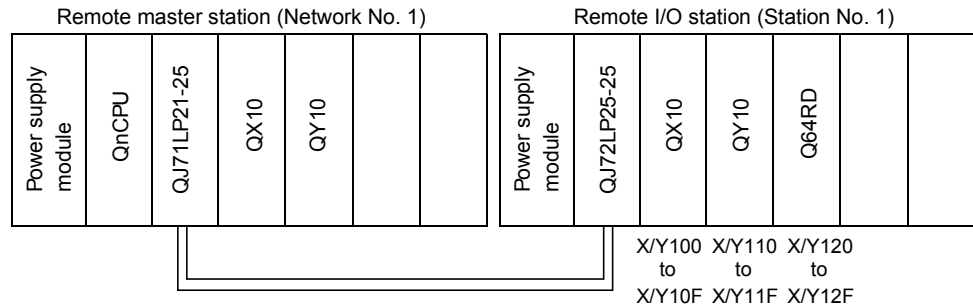 Remote master station (Network No. 1)
Remote I/O station (Station No. 1)
Power supply
module
QnCPU
QJ71LP21-25
QX10
QY10
Power supply
module
QJ72LP25-25
QX10
QY10
Q64RD
X/Y100 X/Y110 X/Y120
to to to
X/Y10F X/Y11F X/Y12F